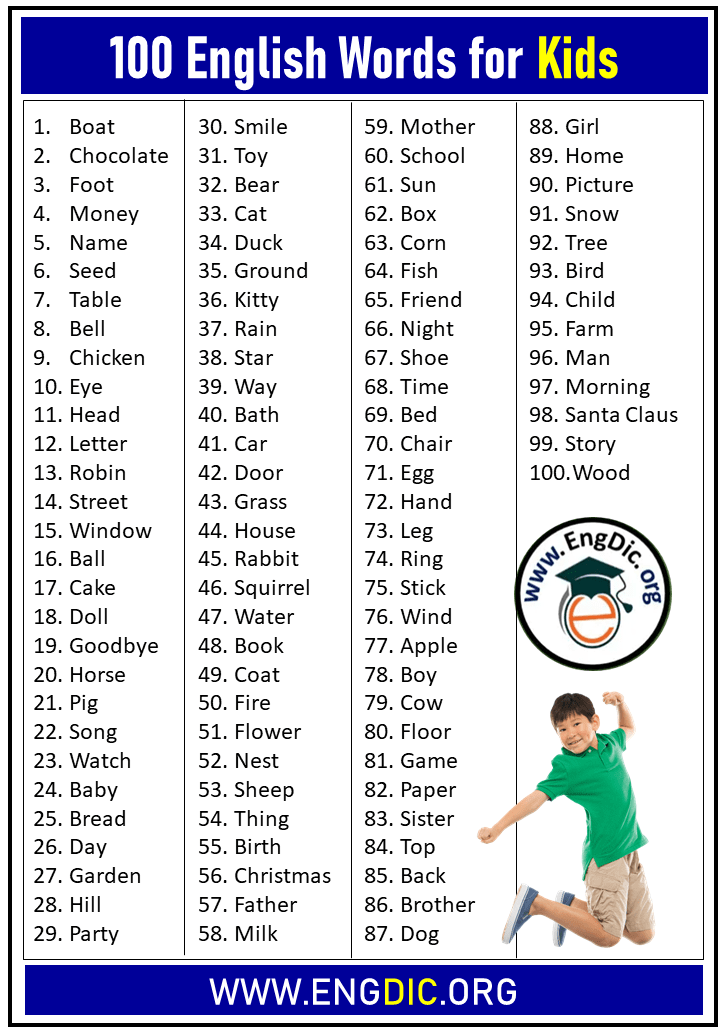 100 English Words for Kids
1. Boat
2. Chocolate
3. Foot
4. Money
5. Name
6. Seed
7. Table
8. Bell
9. Chicken
10. Eye
11. Head
12. Letter
13. Robin
14. Street
15. Window
16. Ball
17. Cake
18. Doll
19. Goodbye
20. Horse
21. Pig
22. Song
23. Watch
24. Baby
25. Bread
26. Day
27. Garden
28. Hill
29. Party
30. Smile
31. Toy
32. Bear
33. Cat
34. Duck
35. Ground
36. Kitty
37. Rain
38. Star
39. Way
40. Bath
41. Car
42. Door
43. Grass
44. House
45. Rabbit
46. Squirrel
47. Water
48. Book
49. Coat
50. Fire
51. Flower
52. Nest
53. Sheep
54. Thing
55. Birth
56. Christmas
57. Father
58. Milk
59. Mother
60. School
61. Sun
62. Box
63. Corn
64. Fish
65. Friend
66. Night
67. Shoe
68. Time
69. Bed
70. Chair
71. Egg
72. Hand
73. Leg
74. Ring
75. Stick
76. Wind
77. Apple
78. Boy
79. Cow
80. Floor
81. Game
82. Paper
83. Sister
84. Top
85. Back
86. Brother
87. Dog
88. Girl
89. Home
90. Picture
91. Snow
92. Tree
93. Bird
94. Child
95. Farm
96. Man
97. Morning
98. Santa Claus
99. Story
100.Wood
www.EngDic.org
e
WWW.ENGDIC.ORG